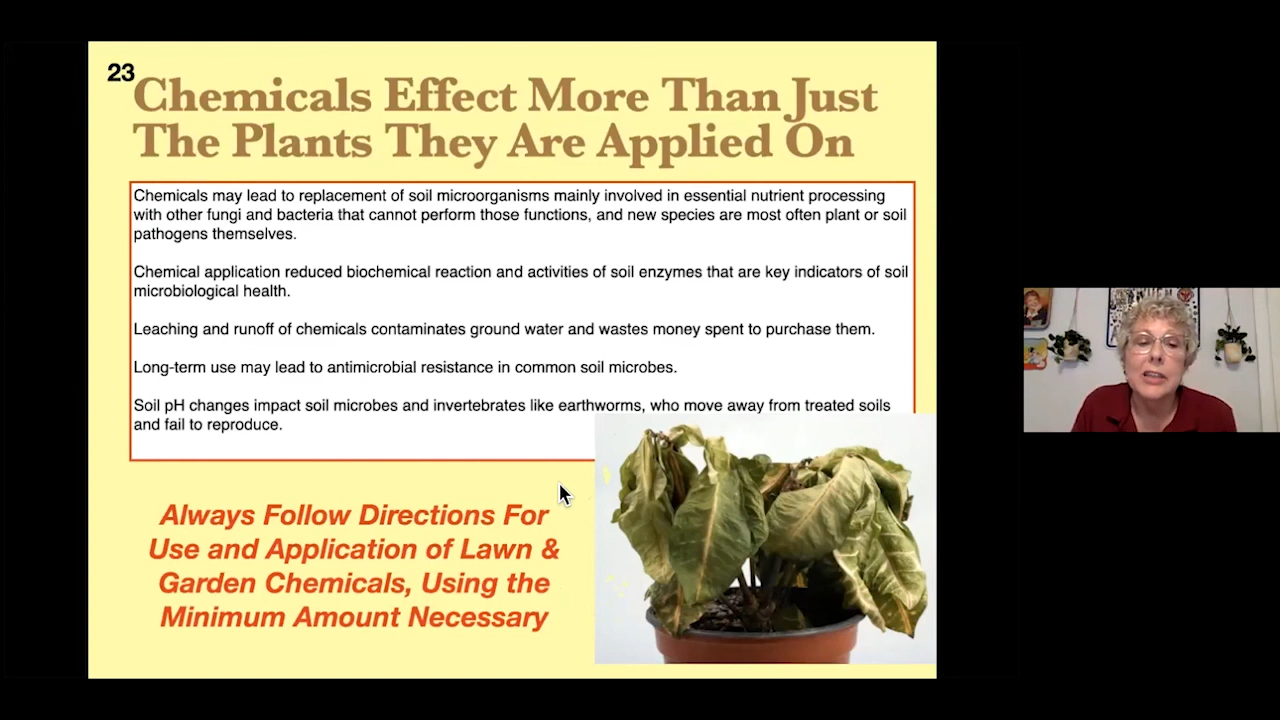 23
Chemicals Effect More Than Just
The Plants They Are Applied On
Chemicals may lead to replacement of soil microorganisms mainly involved in essential nutrient processing
with other fungi and bacteria that cannot perform those functions, and new species are most often plant or soil
pathogens themselves.
Chemical application reduced biochemical reaction and activities of soil enzymes that are key indicators of soil
microbiological health.
Leaching and runoff of chemicals contaminates ground water and wastes money spent to purchase them.
Long-term use may lead to antimicrobial resistance in common soil microbes.
Soil pH changes impact soil microbes and invertebrates like earthworms, who move away from treated soils
and fail to reproduce.
Always Follow Directions For
Use and Application of Lawn &
Garden Chemicals, Using the
Minimum Amount Necessary